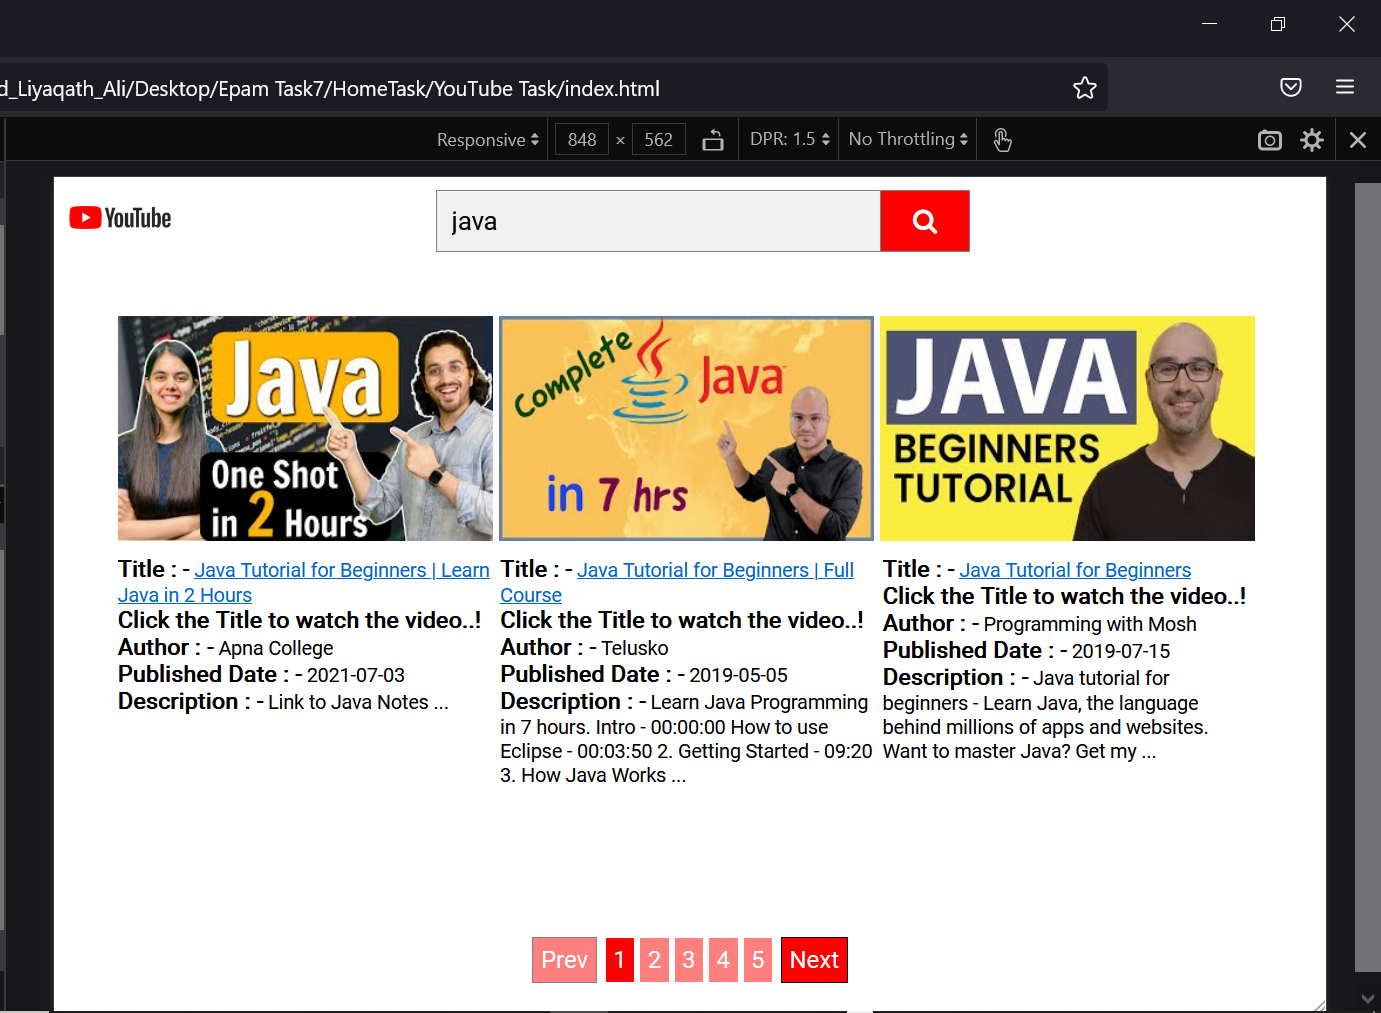 d_Liyaqath_Ali/Desktop/Epam Task7/HomeTask/YouTube Task/index.html
Responsive 848 × 562 DPR: 1.5 No Throttling
YouTube
java
Java
One Shot
in 2 Hours
Complete
Java
in 7 hrs
JAVA
BEGINNERS
TUTORIAL
Title : - Java Tutorial for Beginners | Learn
Java in 2 Hours
Click the Title to watch the video..!
Author : - Apna College
Published Date : - 2021-07-03
Description : - Link to Java Notes ...
Title : - Java Tutorial for Beginners | Full
Course
Click the Title to watch the video..!
Author : - Telusko
Published Date : - 2019-05-05
Description : - Learn Java Programming
in 7 hours. Intro - 00:00:00 How to use
Eclipse - 00:03:50 2. Getting Started - 09:20
3. How Java Works ...
Title : - Java Tutorial for Beginners
Click the Title to watch the video..!
Author : - Programming with Mosh
Published Date : - 2019-07-15
Description : - Java tutorial for
beginners - Learn Java, the language
behind millions of apps and websites.
Want to master Java? Get my ...
Prev 1 2 3 4 5 Next